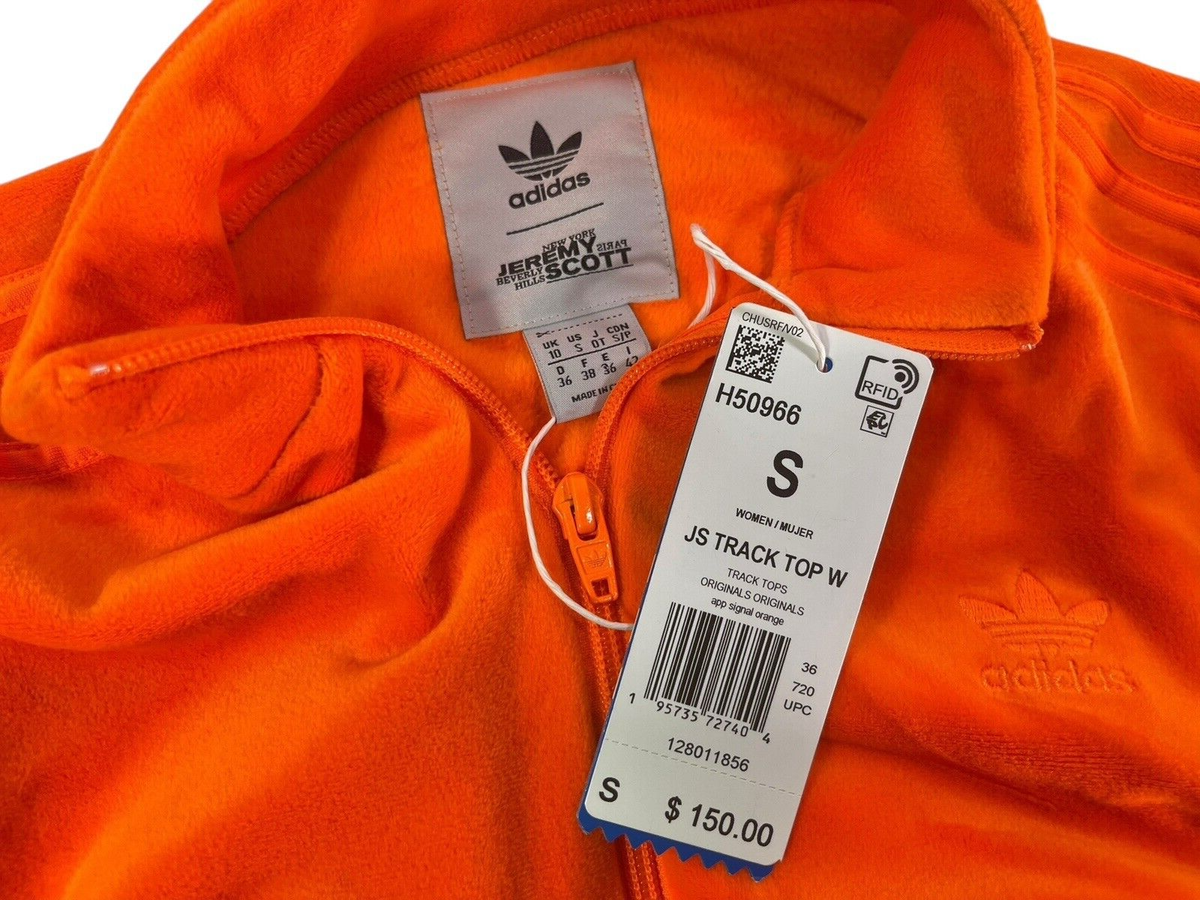 adidas
NEW YORK
JEREMY PARIS
BEVERLY SCOTT
HILLS
UK US J CDN
10 S OT S/P
D F E I
36 38 36 42
MADE IN
CHUSRF/V02
RFID
H50966
S
WOMEN / MUJER
JS TRACK TOP W
TRACK TOPS
ORIGINALS ORIGINALS
app signal orange
36
720
UPC
1 95735 72740 4
128011856
S $ 150.00
adidas